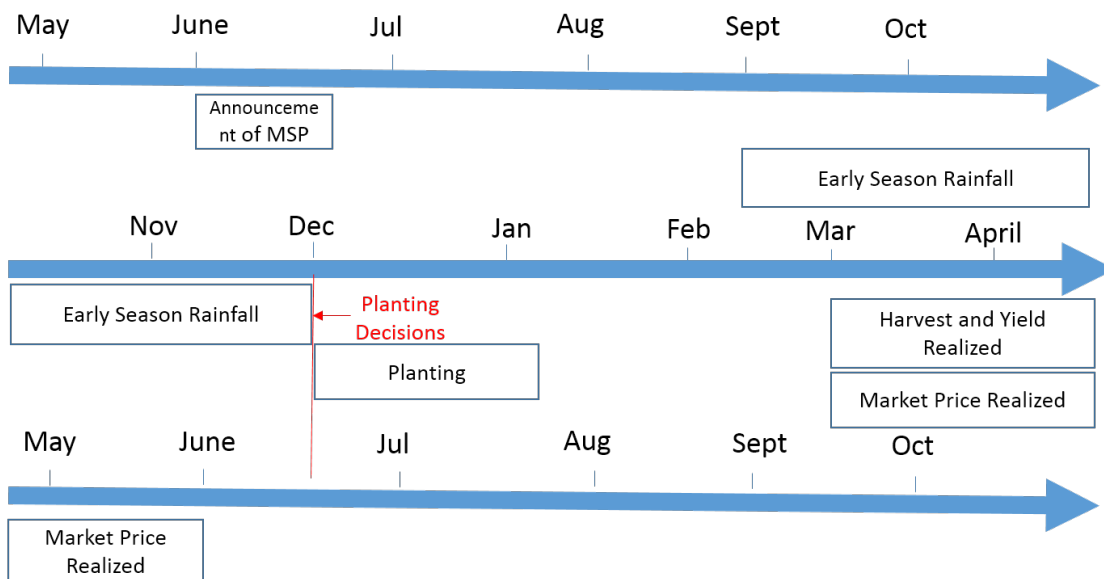 May June Jul Aug Sept Oct
Announceme
nt of MSP
Early Season Rainfall
Nov Dec Jan Feb Mar April
Early Season Rainfall
Planting
Decisions
Planting
Harvest and Yield
Realized
Market Price Realized
May June Jul Aug Sept Oct
Market Price
Realized